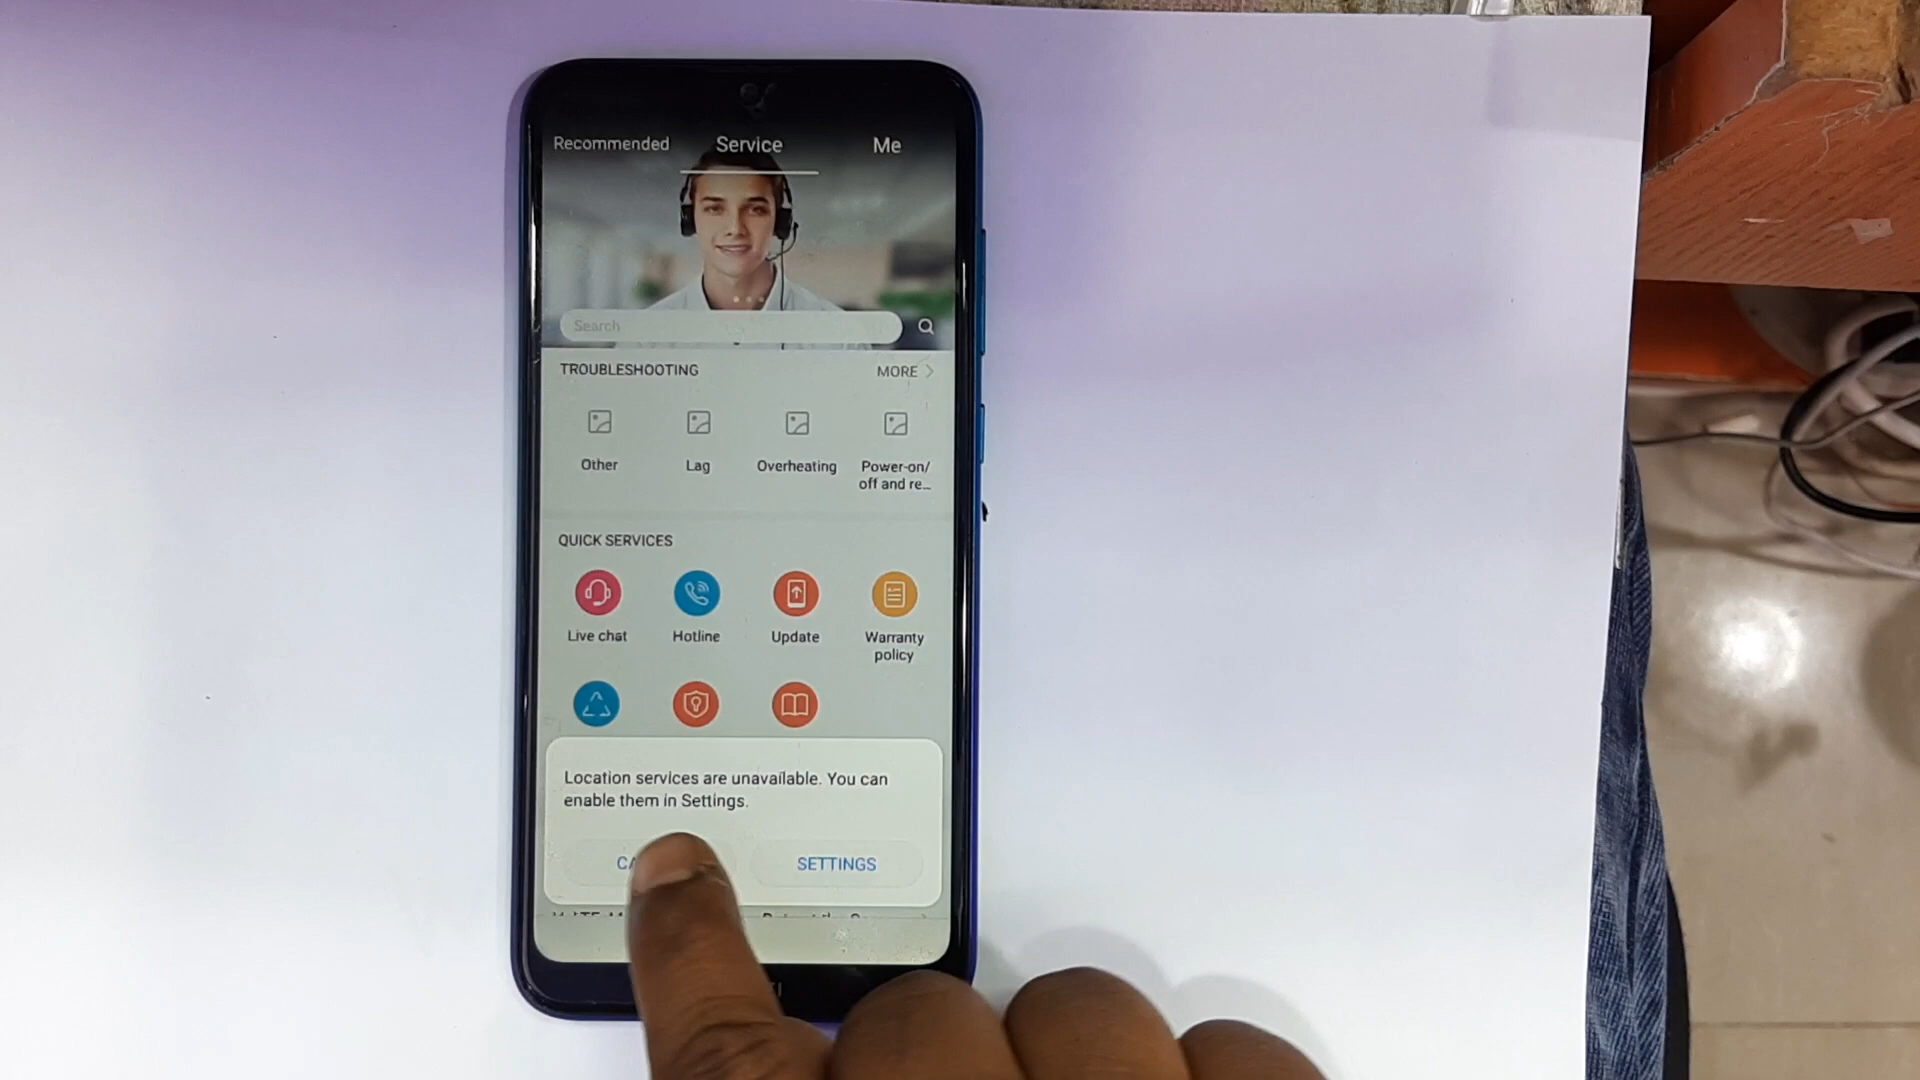 Recommended Service Me
Search
TROUBLESHOOTING MORE
Other Lag Overheating Power-on/
off and re...
QUICK SERVICES
Live chat Hotline Update Warranty
policy
Location services are unavailable. You can
enable them in Settings.
SETTINGS